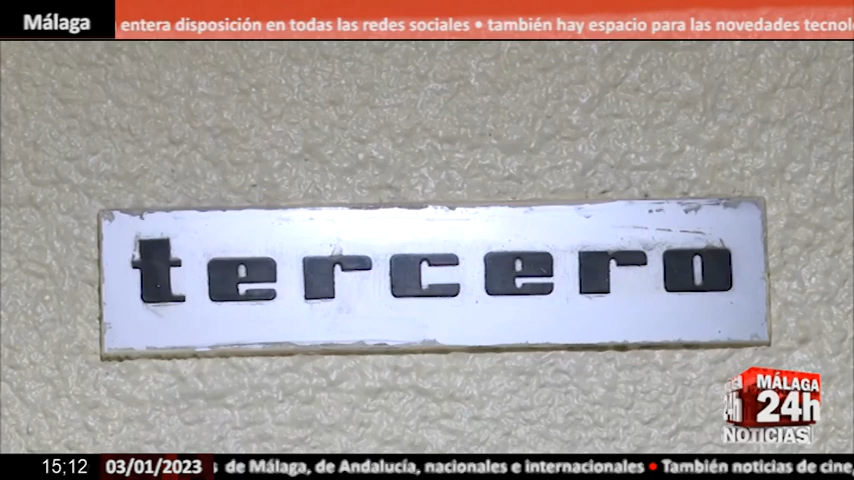 Málaga
entera disposición en todas las redes sociales • también hay espacio para las novedades
tercero
MÁLAGA
24h
24h
NOTICIAS
15:12
03/01/2023
de Málaga, de Andalucía, nacionales e internacionales • También noticias de cine,